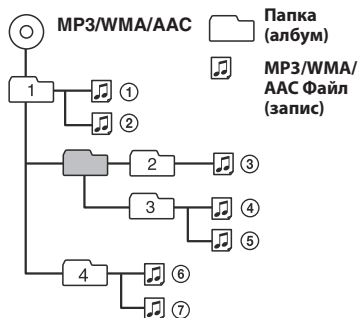 MP3/WMA/AAC
Папка
(албум)
MP3/WMA/
AAC Файл
(запис)
1
①
②
2
③
3
④
⑤
4
⑥
⑦